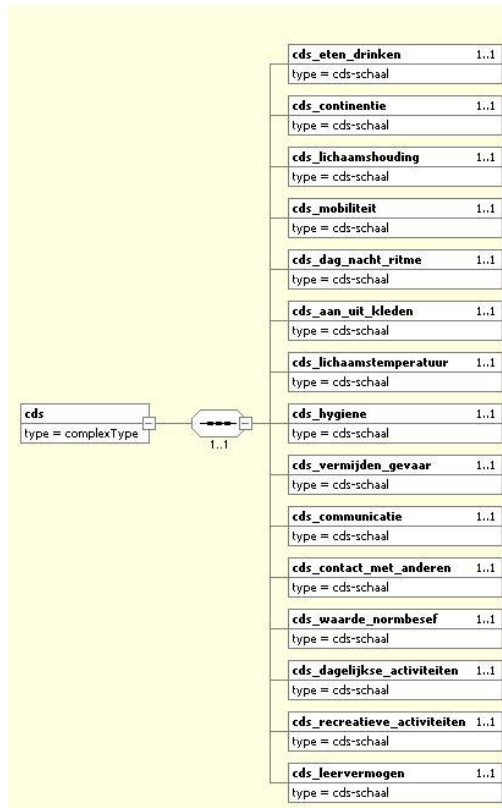 cds_eten_drinken 1..1
type = cds-schaal
cds_continentie 1..1
type = cds-schaal
cds_lichaamshouding 1..1
type = cds-schaal
cds_mobiliteit 1..1
type = cds-schaal
cds_dag_nacht_ritme 1..1
type = cds-schaal
cds_aan_uit_kleden 1..1
type = cds-schaal
cds_lichaamstemperatuur 1..1
type = cds-schaal
cds
type = complexType
1..1
cds_hygiene 1..1
type = cds-schaal
cds_vermijden_gevaar 1..1
type = cds-schaal
cds_communicatie 1..1
type = cds-schaal
cds_contact_met_anderen 1..1
type = cds-schaal
cds_waarde_normbesef 1..1
type = cds-schaal
cds_dagelijkse_activiteiten 1..1
type = cds-schaal
cds_recreatieve_activiteiten 1..1
type = cds-schaal
cds_leervermogen 1..1
type = cds-schaal